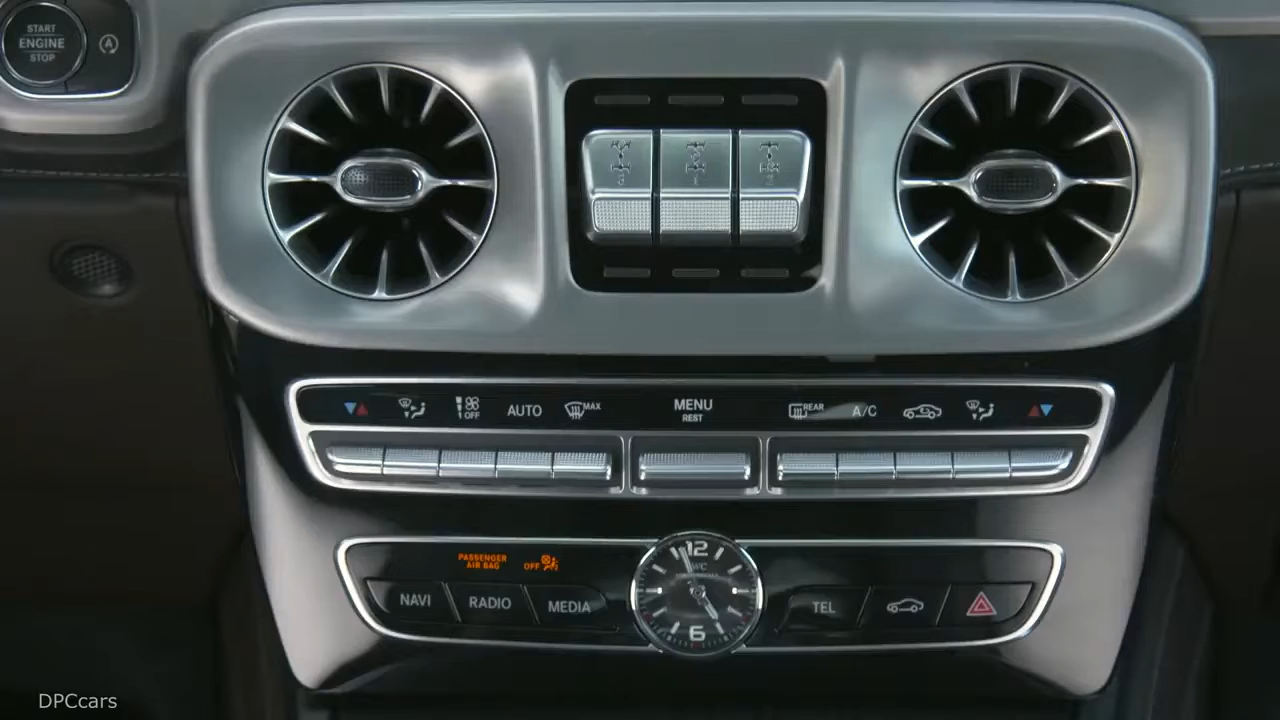 START
ENGINE
STOP
A
OFF
AUTO
MAX
MENU
REST
REAR
A/C
PASSENGER
AIR BAG
OFF
12
6
NAVI
RADIO
MEDIA
TEL
DPCcars